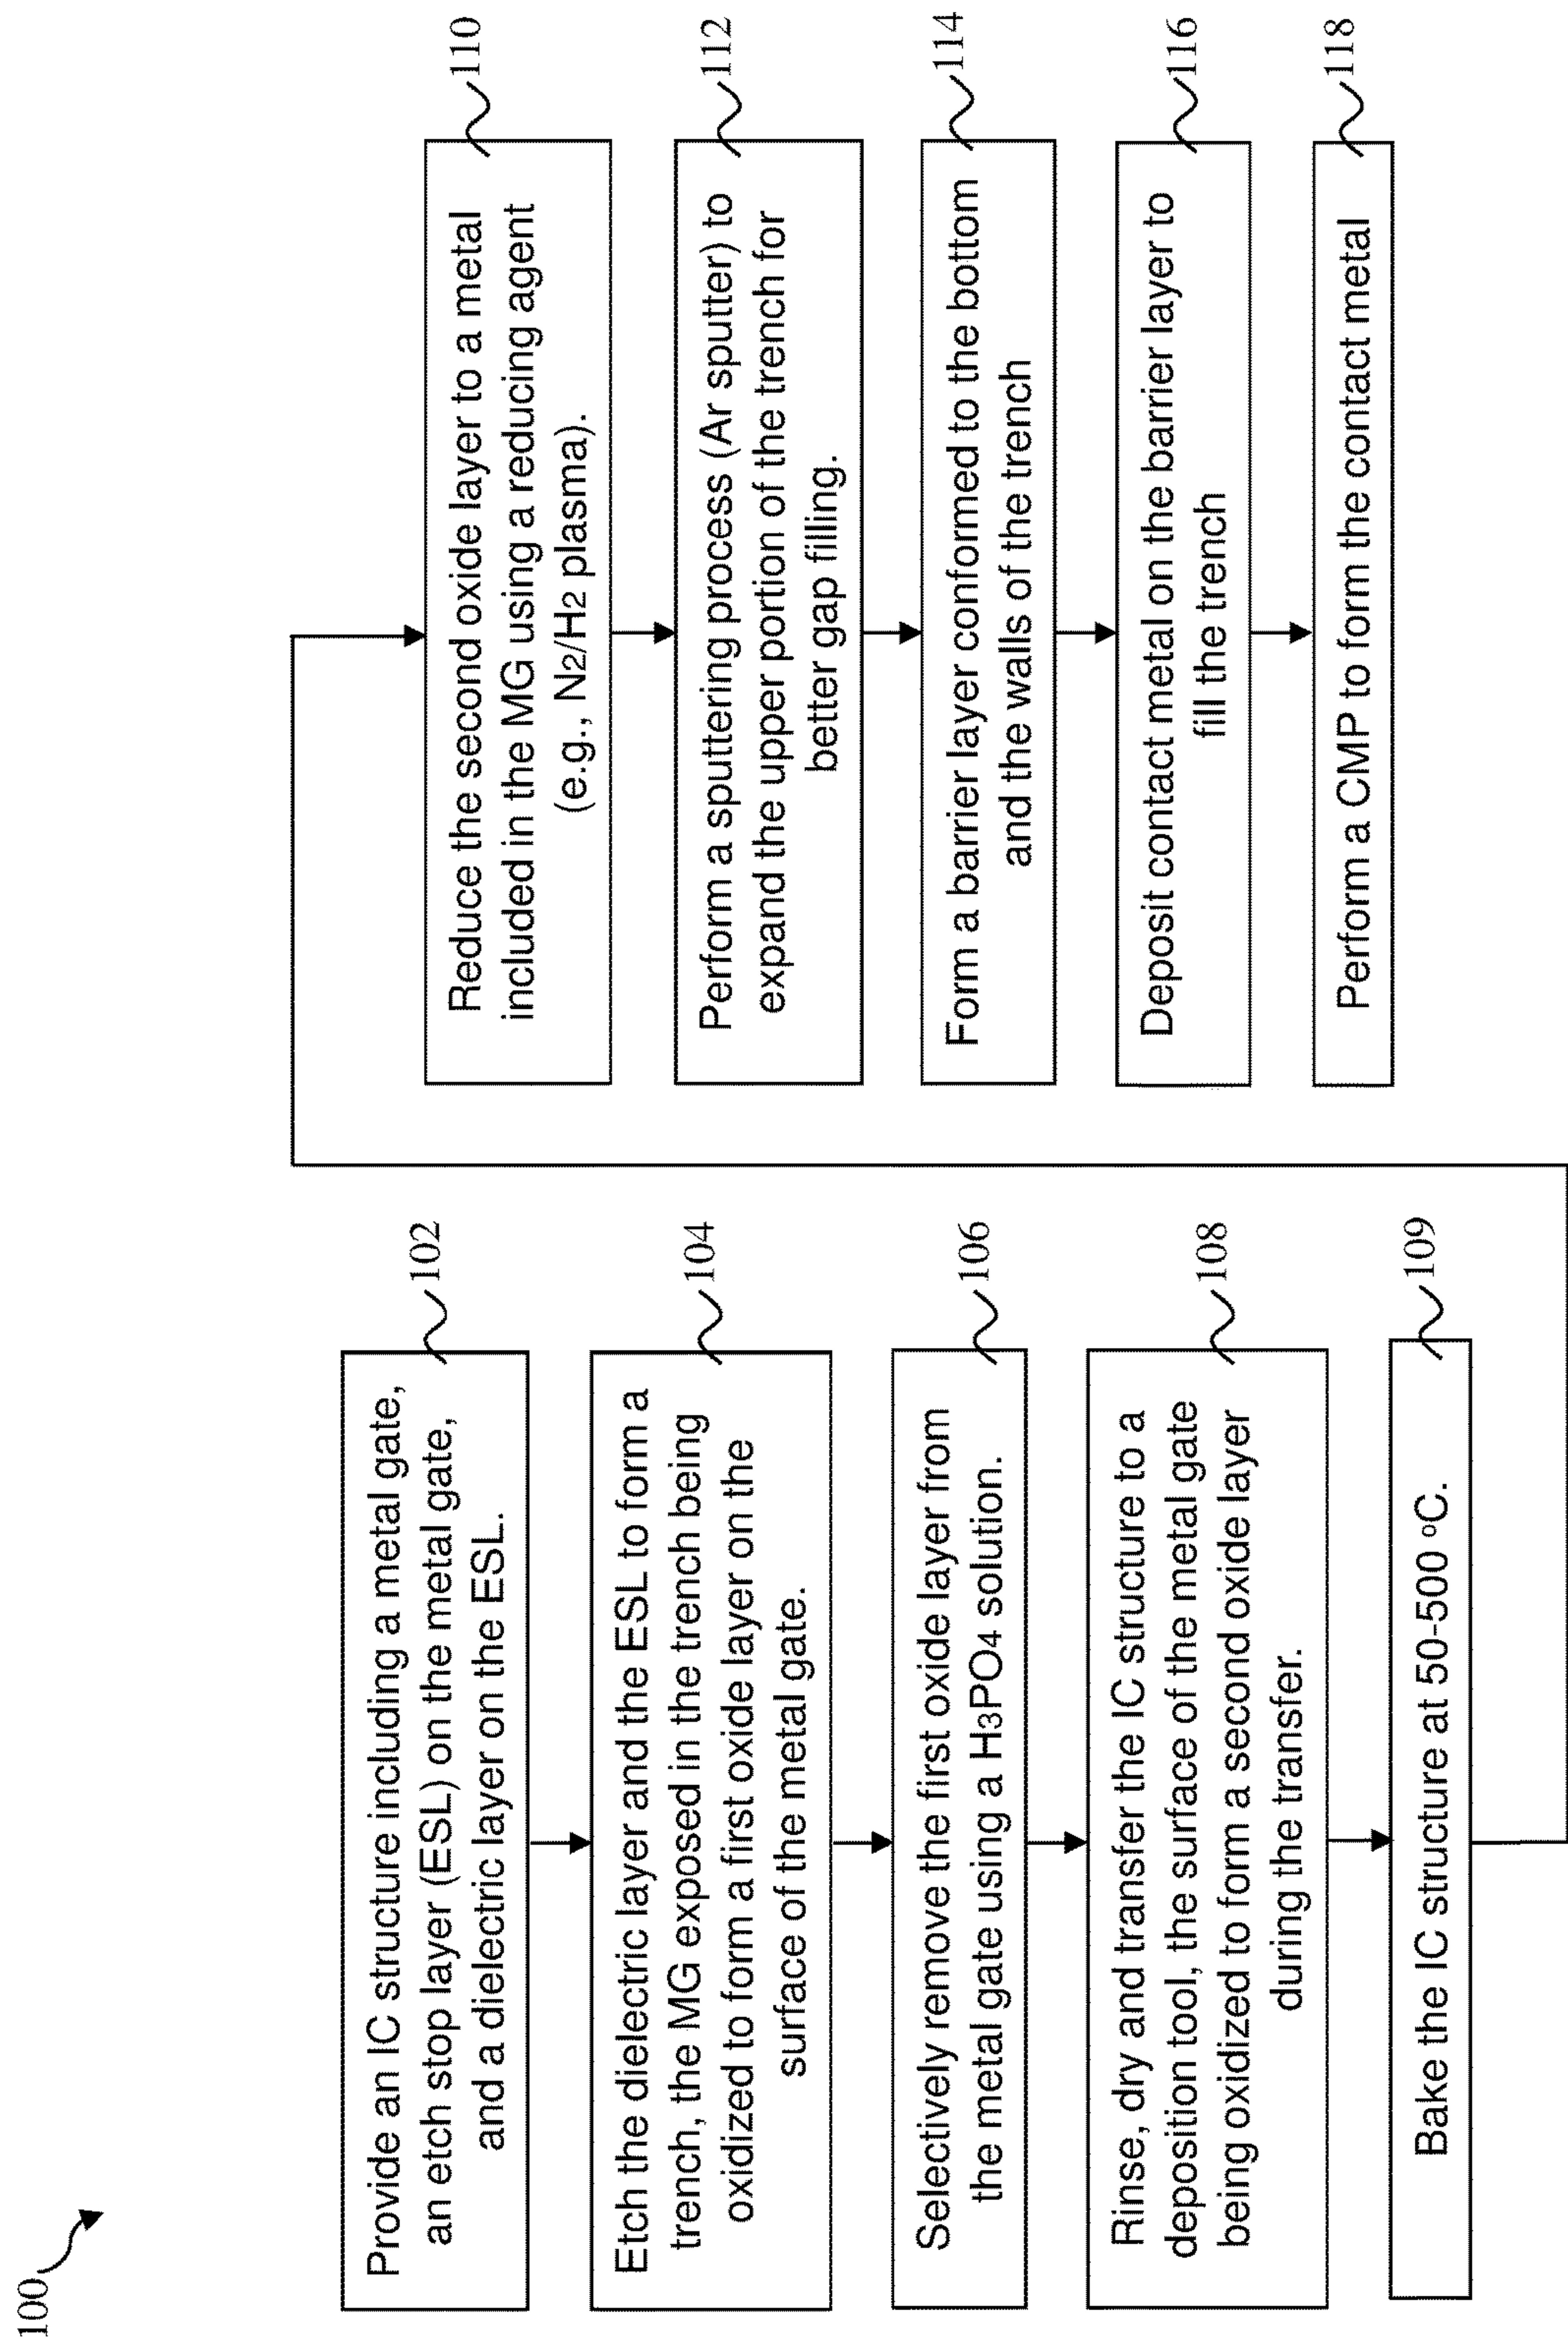 100
Provide an IC structure including a metal gate,
an etch stop layer (ESL) on the metal gate,
and a dielectric layer on the ESL.
102
Etch the dielectric layer and the ESL to form a
trench, the MG exposed in the trench being
oxidized to form a first oxide layer on the
surface of the metal gate.
104
Selectively remove the first oxide layer from
the metal gate using a H3PO4 solution.
106
Rinse, dry and transfer the IC structure to a
deposition tool, the surface of the metal gate
being oxidized to form a second oxide layer
during the transfer.
108
Bake the IC structure at 50-500 ºC.
109
Reduce the second oxide layer to a metal
included in the MG using a reducing agent
(e.g., N2/H2 plasma).
110
Perform a sputtering process (Ar sputter) to
expand the upper portion of the trench for
better gap filling.
112
Form a barrier layer conformed to the bottom
and the walls of the trench
114
Deposit contact metal on the barrier layer to
fill the trench
116
Perform a CMP to form the contact metal
118